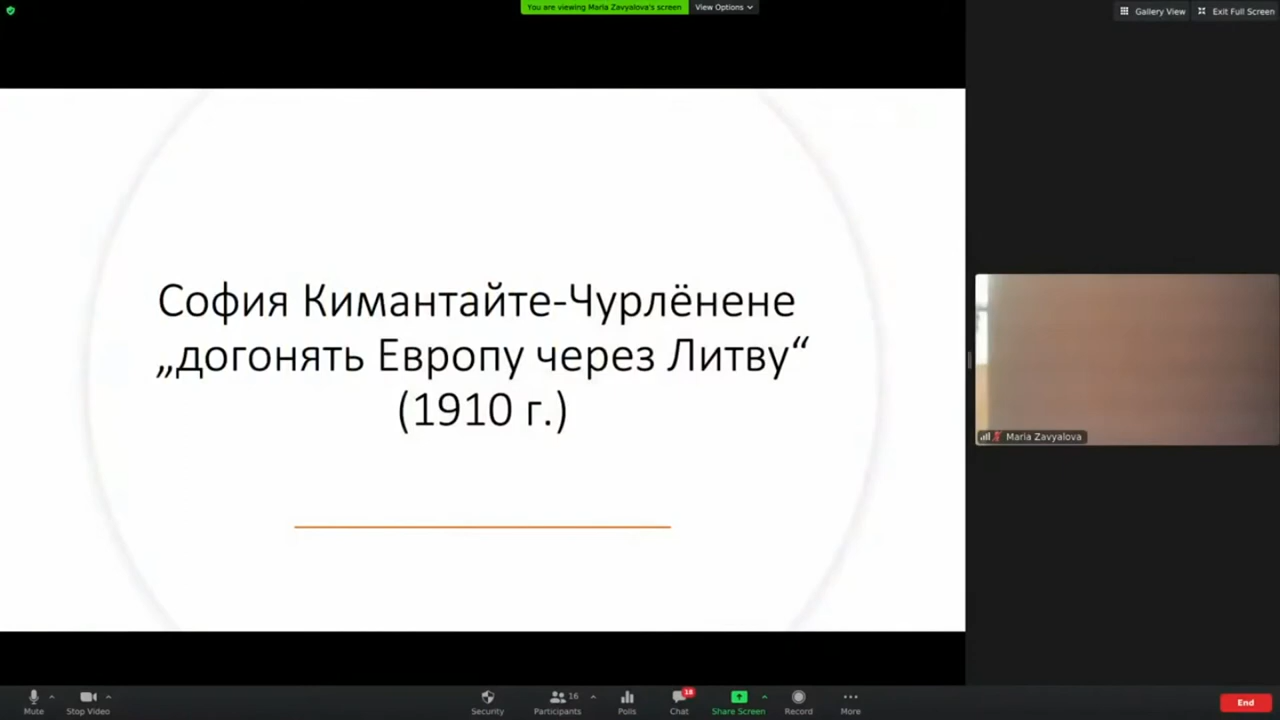 You are viewing Maria Zavyalova's screen
View Options
Gallery View
Exit Full Screen
София Кимантайте-Чурлёнене
„догонять Европу через Литву“
(1910 г.)
Maria Zavyalova
Mute
Stop Video
Security
16
Participants
Polls
18
Chat
Share Screen
Record
More
End